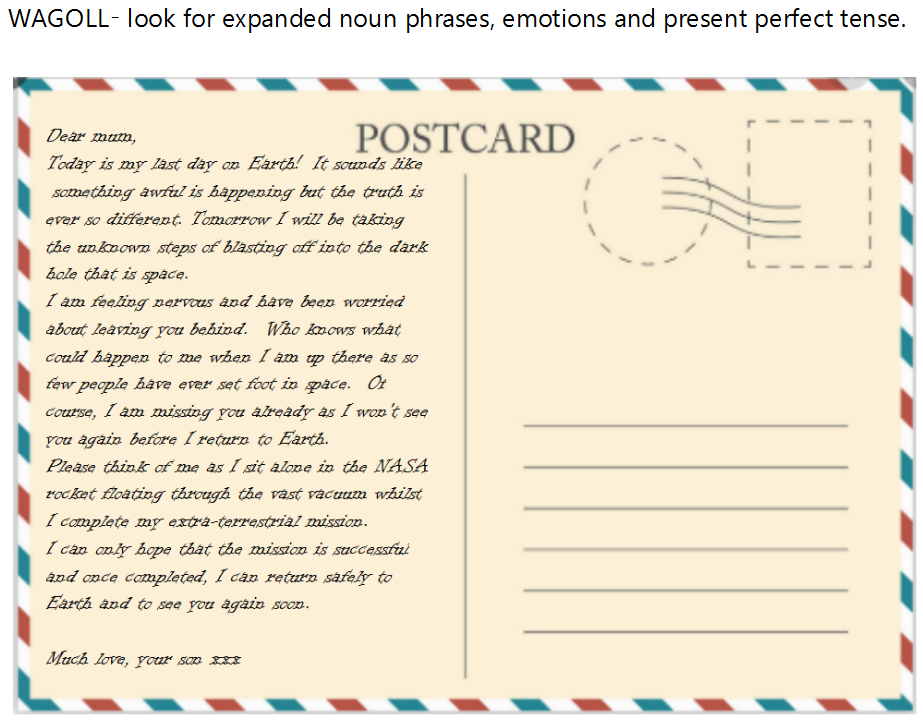 WAGOLL- look for expanded noun phrases, emotions and present perfect tense.
POSTCARD
Dear mum,
Today is my last day on Earth! It sounds like
something awful is happening but the truth is
ever so different. Tomorrow I will be taking
the unknown steps of blasting off into the dark
hole that is space.
I am feeling nervous and have been worried
about leaving you behind. Who knows what
could happen to me when I am up there as so
few people have ever set foot in space. Of
course, I am missing you already as I won't see
you again before I return to Earth.
Please think of me as I sit alone in the NASA
rocket floating through the vast vacuum whilst
I complete my extra-terrestrial mission.
I can only hope that the mission is successful
and once completed, I can return safely to
Earth and to see you again soon.
Much love, your son xxx